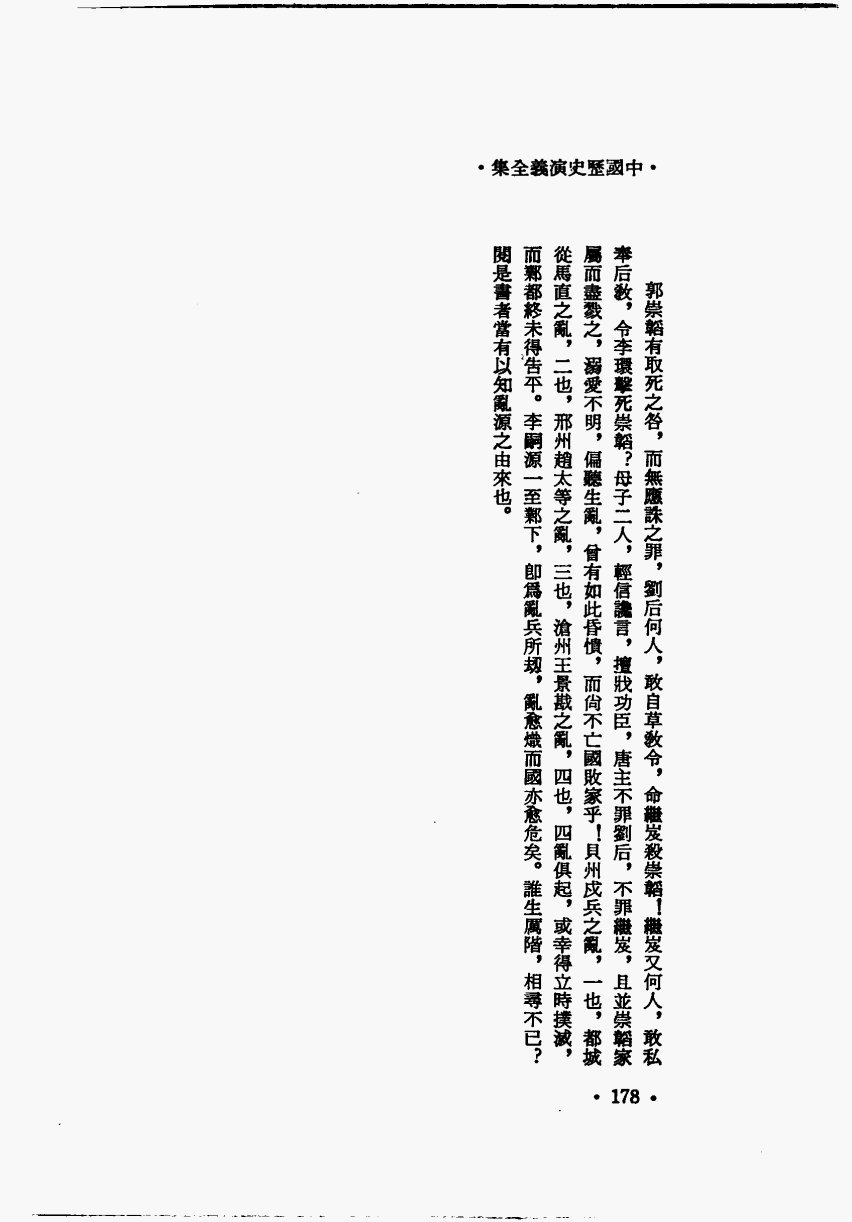 ·中國歷史演義全集·
郭崇韜有取死之咎，而無應誅之罪，劉后何人，敢自草敎令，命繼岌殺崇韜！繼岌又何人，敢私
奉后敎，令李環擊死崇韜？母子二人，輕信讒言，擅戕功臣，唐主不罪劉后，不罪繼岌，且並崇韜家
屬而盡戮之，溺愛不明，偏聽生亂，曾有如此昏憒，而尙不亡國敗家乎！貝州戍兵之亂，一也，都城
從馬直之亂，二也，邢州趙太等之亂，三也，滄州王景戡之亂，四也，四亂俱起，或幸得立時撲滅，
而鄴都終未得吿平。李嗣源一至鄴下，卽爲亂兵所刼，亂愈熾而國亦愈危矣。誰生厲階，相尋不已？
閱是書者當有以知亂源之由來也。
·178·